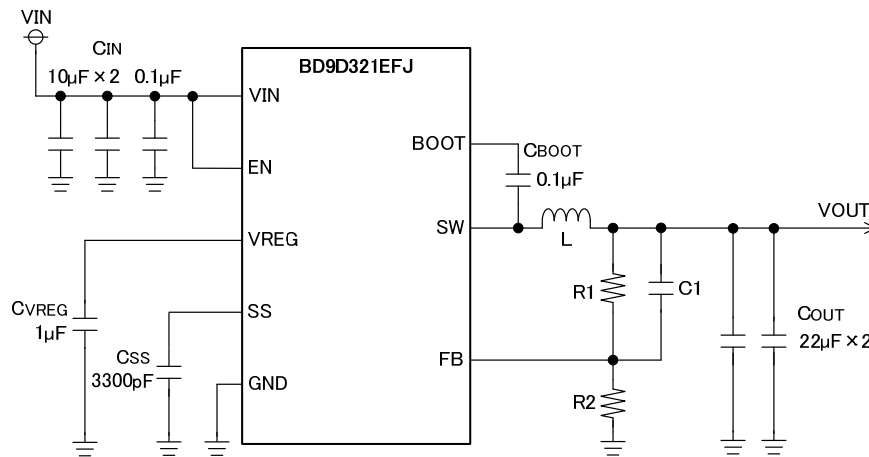 VIN
CIN
10µF×2 0.1µF
BD9D321EFJ
VIN
EN
VREG
SS
GND
BOOT
SW
FB
CVREG
1µF
CSS
3300pF
CBOOT
0.1µF
L
VOUT
R1
C1
R2
COUT
22µF×2